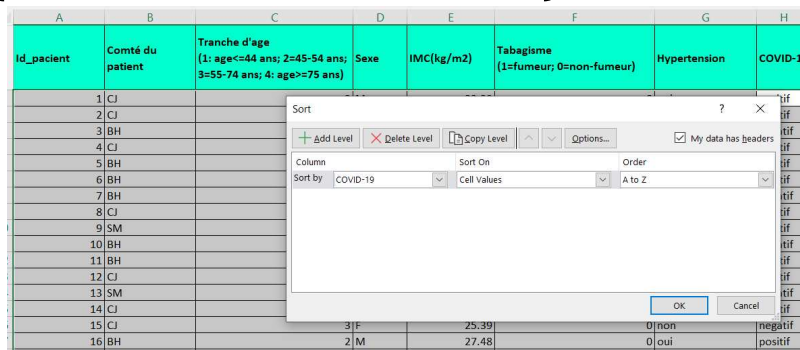 A B C D E F G H
Id_pacient
Comté du
patient
Tranche d'age
(1: age<=44 ans; 2=45-54 ans;
3=55-74 ans; 4: age>=75 ans)
Sexe
IMC(kg/m2)
Tabagisme
(1=fumeur; 0=non-fumeur)
Hypertension
COVID-1
1 CJ
2 CJ
3 BH
4 CJ
5 BH
6 BH
7 BH
8 CJ
9 SM
10 BH
11 BH
12 CJ
13 SM
14 CJ
15 CJ 3 F 25.39 0 non negatif
16 BH 2 M 27.48 0 oui positif
Sort ? ×
Add Level Delete Level Copy Level Options... My data has headers
Column Sort On Order
Sort by COVID-19 Cell Values A to Z
OK Cancel